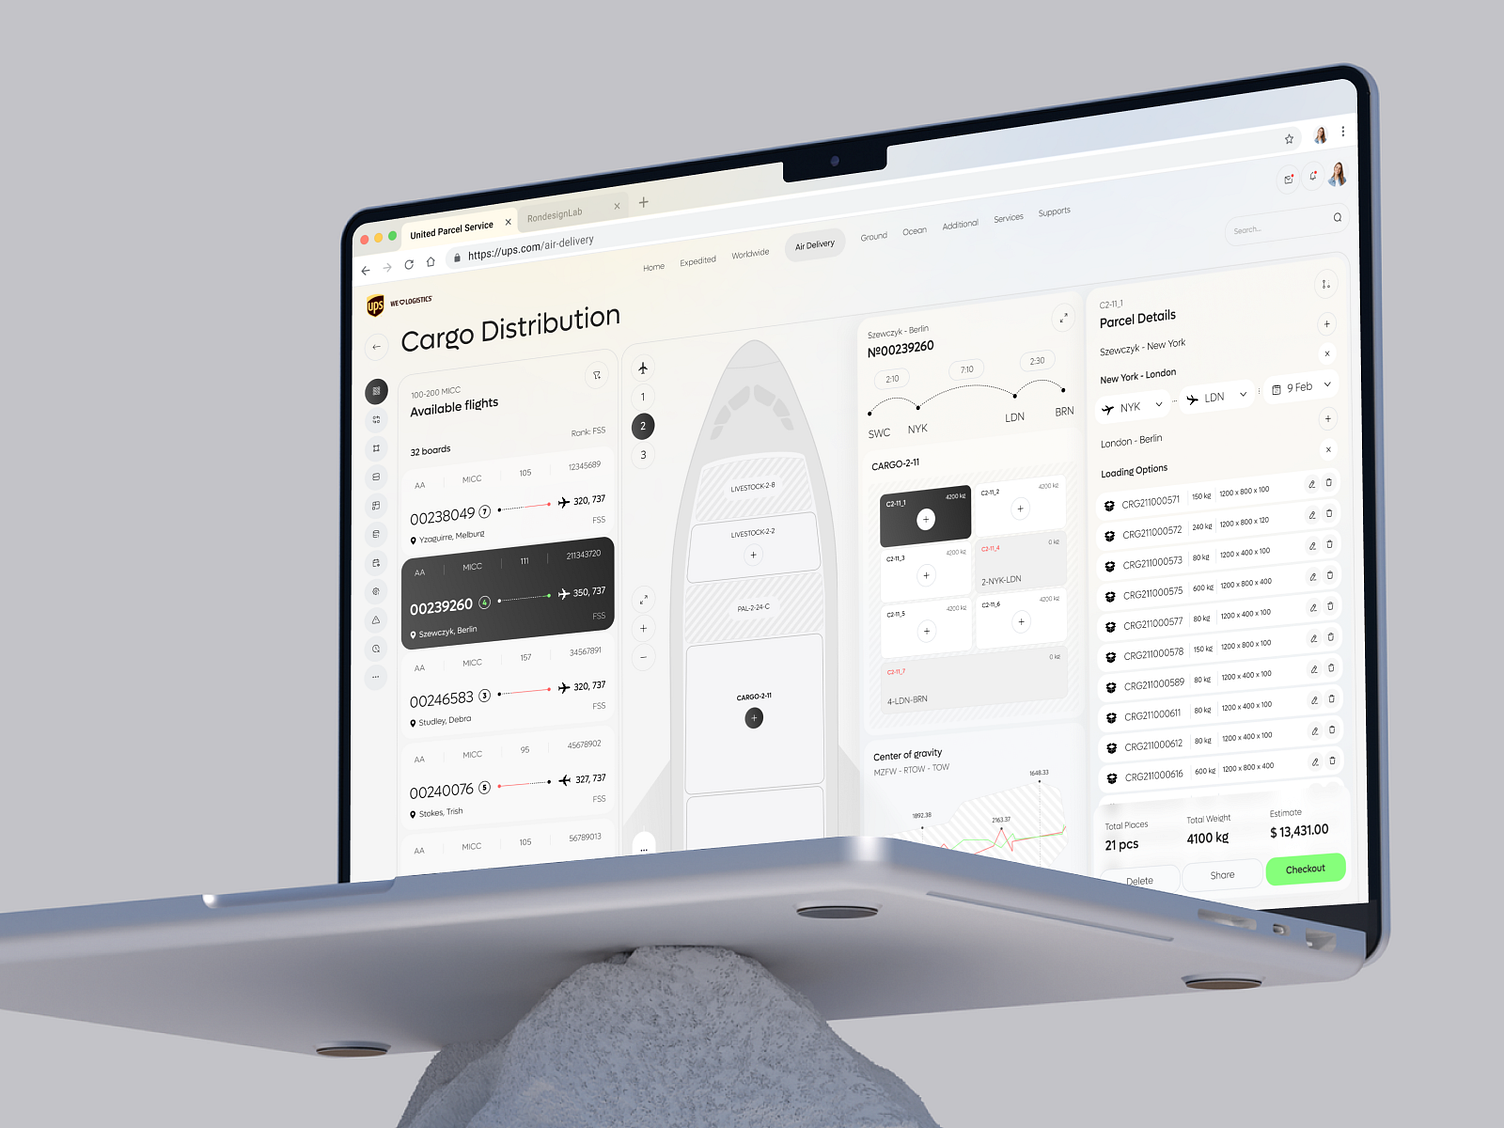 United Parcel Service
RondesignLab
https://ups.com/air-delivery
Home
Expedited
Worldwide
Air Delivery
Ground
Ocean
Additional
Services
Supports
Search...
ups
WE LOGISTICS
Cargo Distribution
100-200 MICC
Available flights
Rank: FSS
32 boards
AA MICC 105 12345689
00238049 7 320, 737
Yzaguirre, Melburg FSS
AA MICC 111 211343720
00239260 4 350, 737
Szewczyk, Berlin FSS
AA MICC 157 34567891
00246583 3 320, 737
Studley, Debra FSS
AA MICC 95 45678902
00240076 5 327, 737
Stokes, Trish FSS
AA MICC 105 56789013
1
2
3
LIVESTOCK-2-8
LIVESTOCK-2-2
PAL-2-24-C
CARGO-2-11
Szewczyk - Berlin
№00239260
2:10
7:10
2:30
SWC
NYK
LDN
BRN
CARGO-2-11
C2-11_1 4200 kg
C2-11_2 4200 kg
C2-11_3 4200 kg
C2-11_4 0 kg
2-NYK-LDN
C2-11_5 4200 kg
C2-11_6 4200 kg
C2-11_7 0 kg
4-LDN-BRN
Center of gravity
MZFW - RTOW - TOW
1648.33
1892.38
2163.37
C2-11_1
Parcel Details
Szewczyk - New York
New York - London
NYK
LDN
9 Feb
London - Berlin
Loading Options
CRG211000571 150 kg 1200 x 800 x 100
CRG211000572 240 kg 1200 x 800 x 120
CRG211000573 80 kg 1200 x 400 x 100
CRG211000575 600 kg 1200 x 800 x 400
CRG211000577 80 kg 1200 x 400 x 100
CRG211000578 150 kg 1200 x 800 x 100
CRG211000589 80 kg 1200 x 400 x 100
CRG211000611 80 kg 1200 x 400 x 100
CRG211000612 80 kg 1200 x 400 x 100
CRG211000616 600 kg 1200 x 800 x 400
Total Places
21 pcs
Total Weight
4100 kg
Estimate
$ 13,431.00
Delete
Share
Checkout